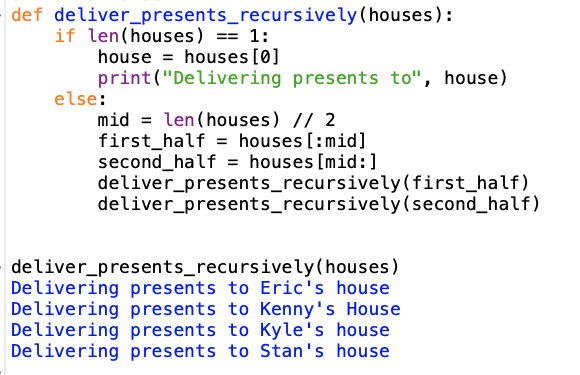 def deliver_presents_recursively(houses):
    if len(houses) == 1:
        house = houses[0]
        print("Delivering presents to", house)
    else:
        mid = len(houses) // 2
        first_half = houses[:mid]
        second_half = houses[mid:]
        deliver_presents_recursively(first_half)
        deliver_presents_recursively(second_half)
deliver_presents_recursively(houses)
Delivering presents to Eric's house
Delivering presents to Kenny's House
Delivering presents to Kyle's house
Delivering presents to Stan's house